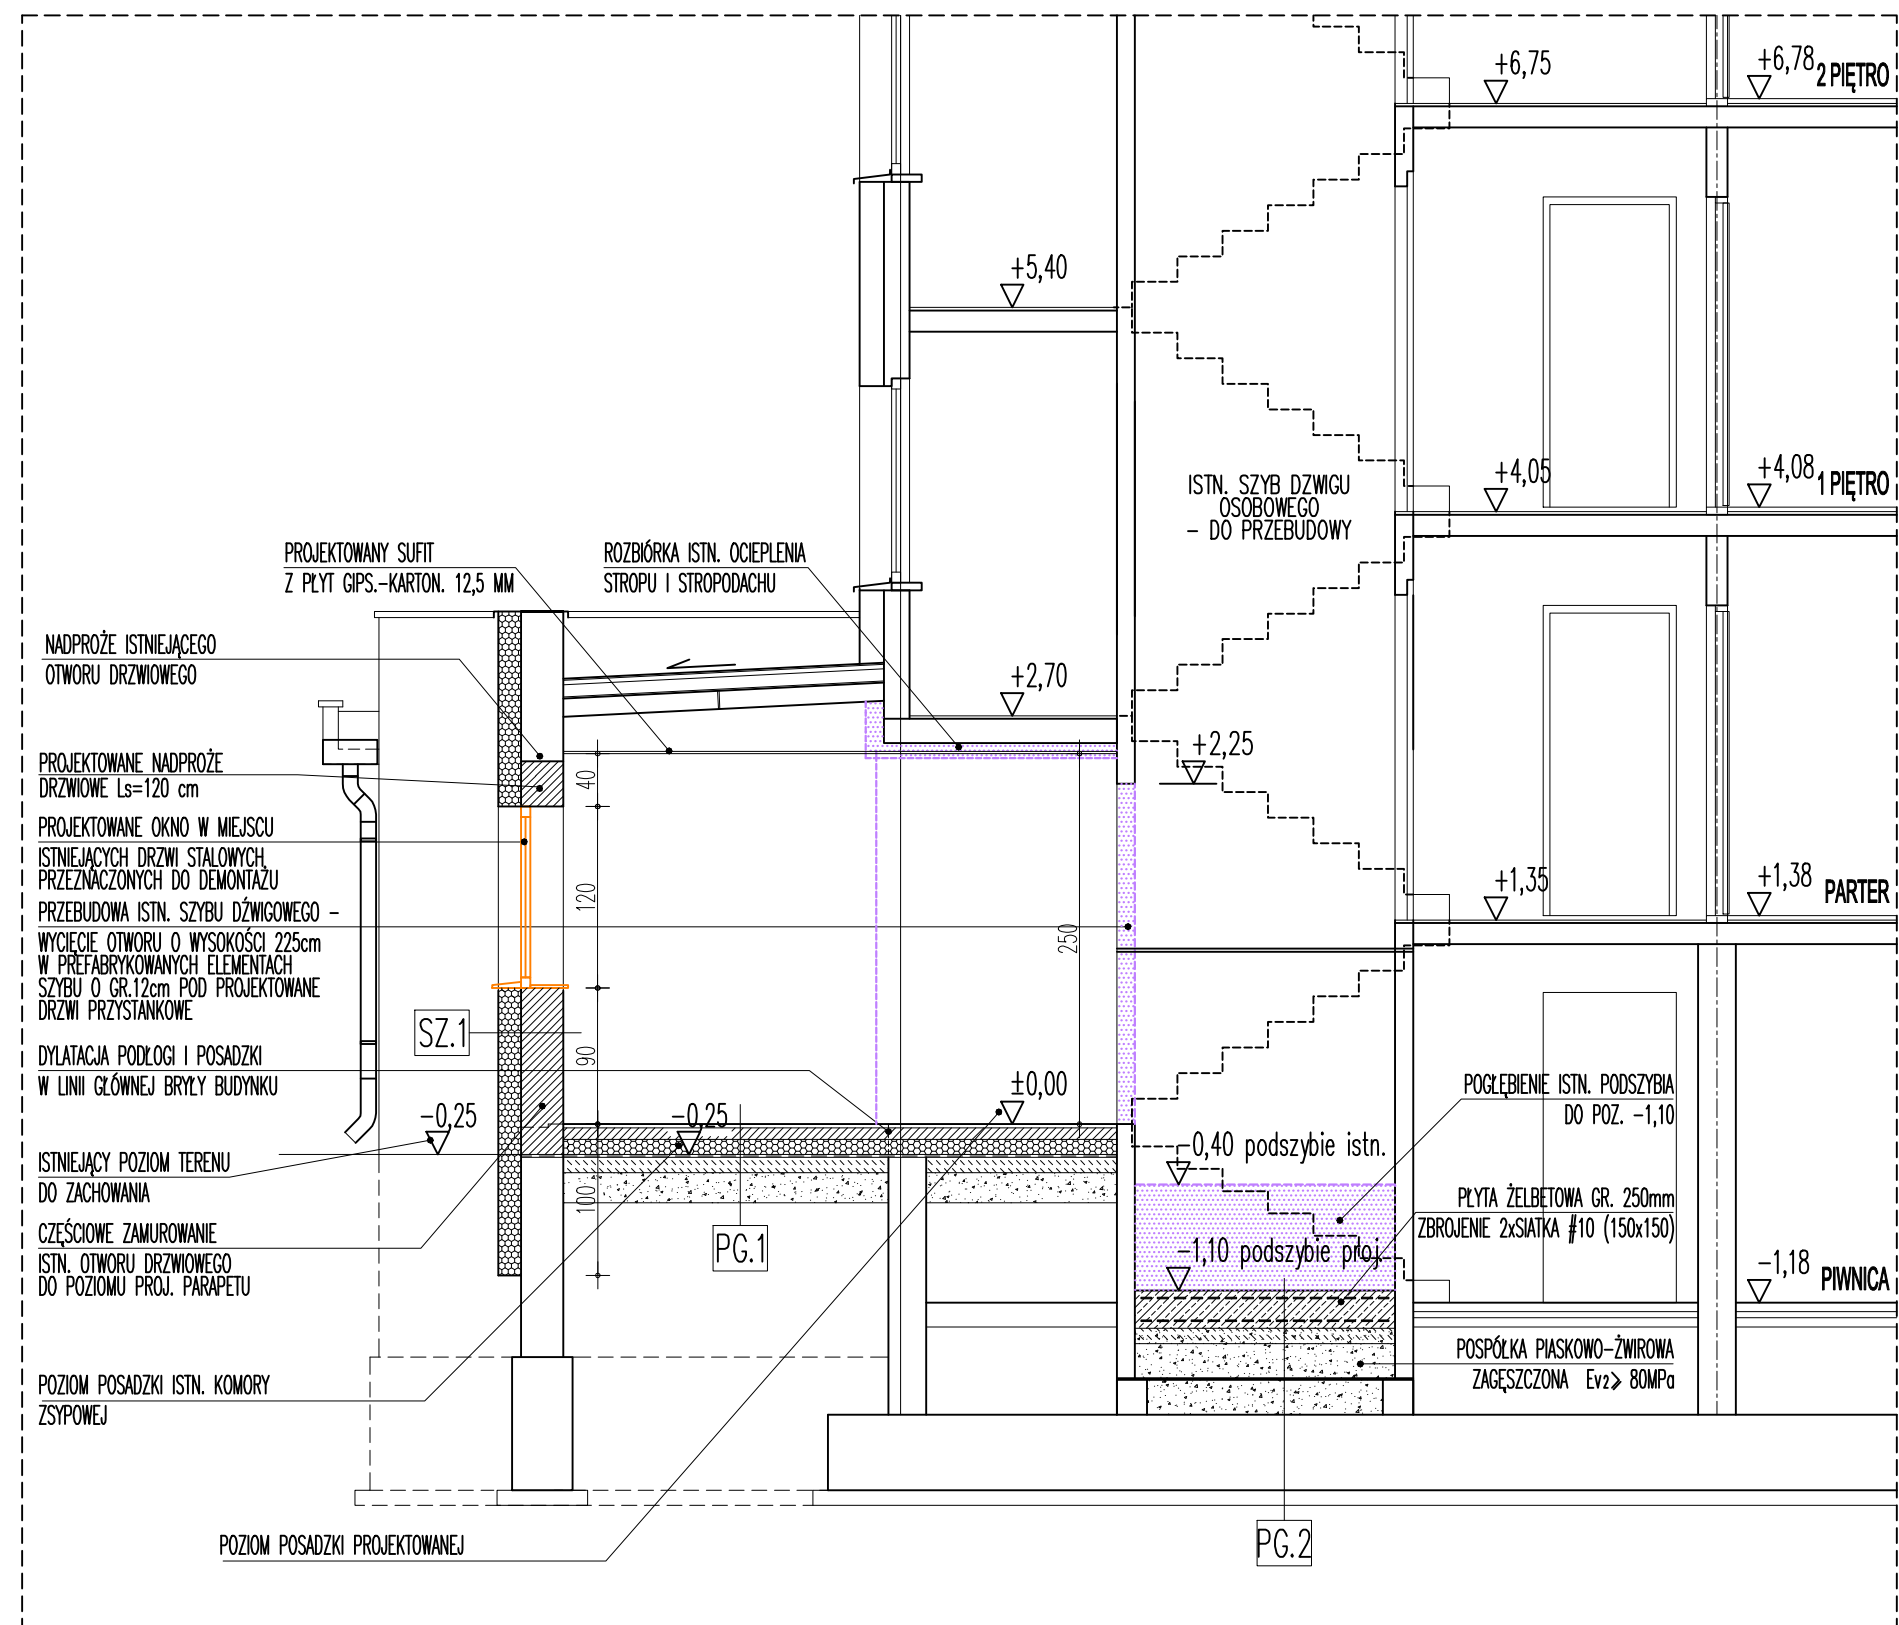 +6,75
+6,78
2 PIĘTRO
+5,40
+4,05
+4,08
1 PIĘTRO
ISTN. SZYB DZWIGU
OSOBOWEGO
- DO PRZEBUDOWY
PROJEKTOWANY SUFIT
Z PŁYT GIPS.-KARTON. 12,5 MM
ROZBIÓRKA ISTN. OCIEPLENIA
STROPU I STROPODACHU
NADPROŻE ISTNIEJĄCEGO
OTWORU DRZWIOWEGO
+2,70
+2,25
PROJEKTOWANE NADPROŻE
DRZWIOWE Ls=120 cm
40
PROJEKTOWANE OKNO W MIEJSCU
ISTNIEJĄCYCH DRZWI STALOWYCH,
PRZEZNACZONYCH DO DEMONTAŻU
120
+1,35
+1,38
PARTER
PRZEBUDOWA ISTN. SZYBU DŹWIGOWEGO -
WYCIĘCIE OTWORU O WYSOKOŚCI 225cm
W PREFABRYKOWANYCH ELEMENTACH
SZYBU O GR.12cm POD PROJEKTOWANE
DRZWI PRZYSTANKOWE
250
SZ.1
90
DYLATACJA PODŁOGI I POSADZKI
W LINII GŁÓWNEJ BRYŁY BUDYNKU
±0,00
POGŁĘBIENIE ISTN. PODSZYBIA
DO POZ. -1,10
-0,25
-0,25
-0,40 podszybie istn.
ISTNIEJĄCY POZIOM TERENU
DO ZACHOWANIA
100
PŁYTA ŻELBETOWA GR. 250mm
ZBROJENIE 2xSIATKA #10 (150x150)
CZĘŚCIOWE ZAMUROWANIE
ISTN. OTWORU DRZWIOWEGO
DO POZIOMU PROJ. PARAPETU
PG.1
-1,10 podszybie proj.
-1,18
PIWNICA
POSPÓŁKA PIASKOWO-ŻWIROWA
ZAGĘSZCZONA Ev2⩾ 80MPa
POZIOM POSADZKI ISTN. KOMORY
ZSYPOWEJ
POZIOM POSADZKI PROJEKTOWANEJ
PG.2